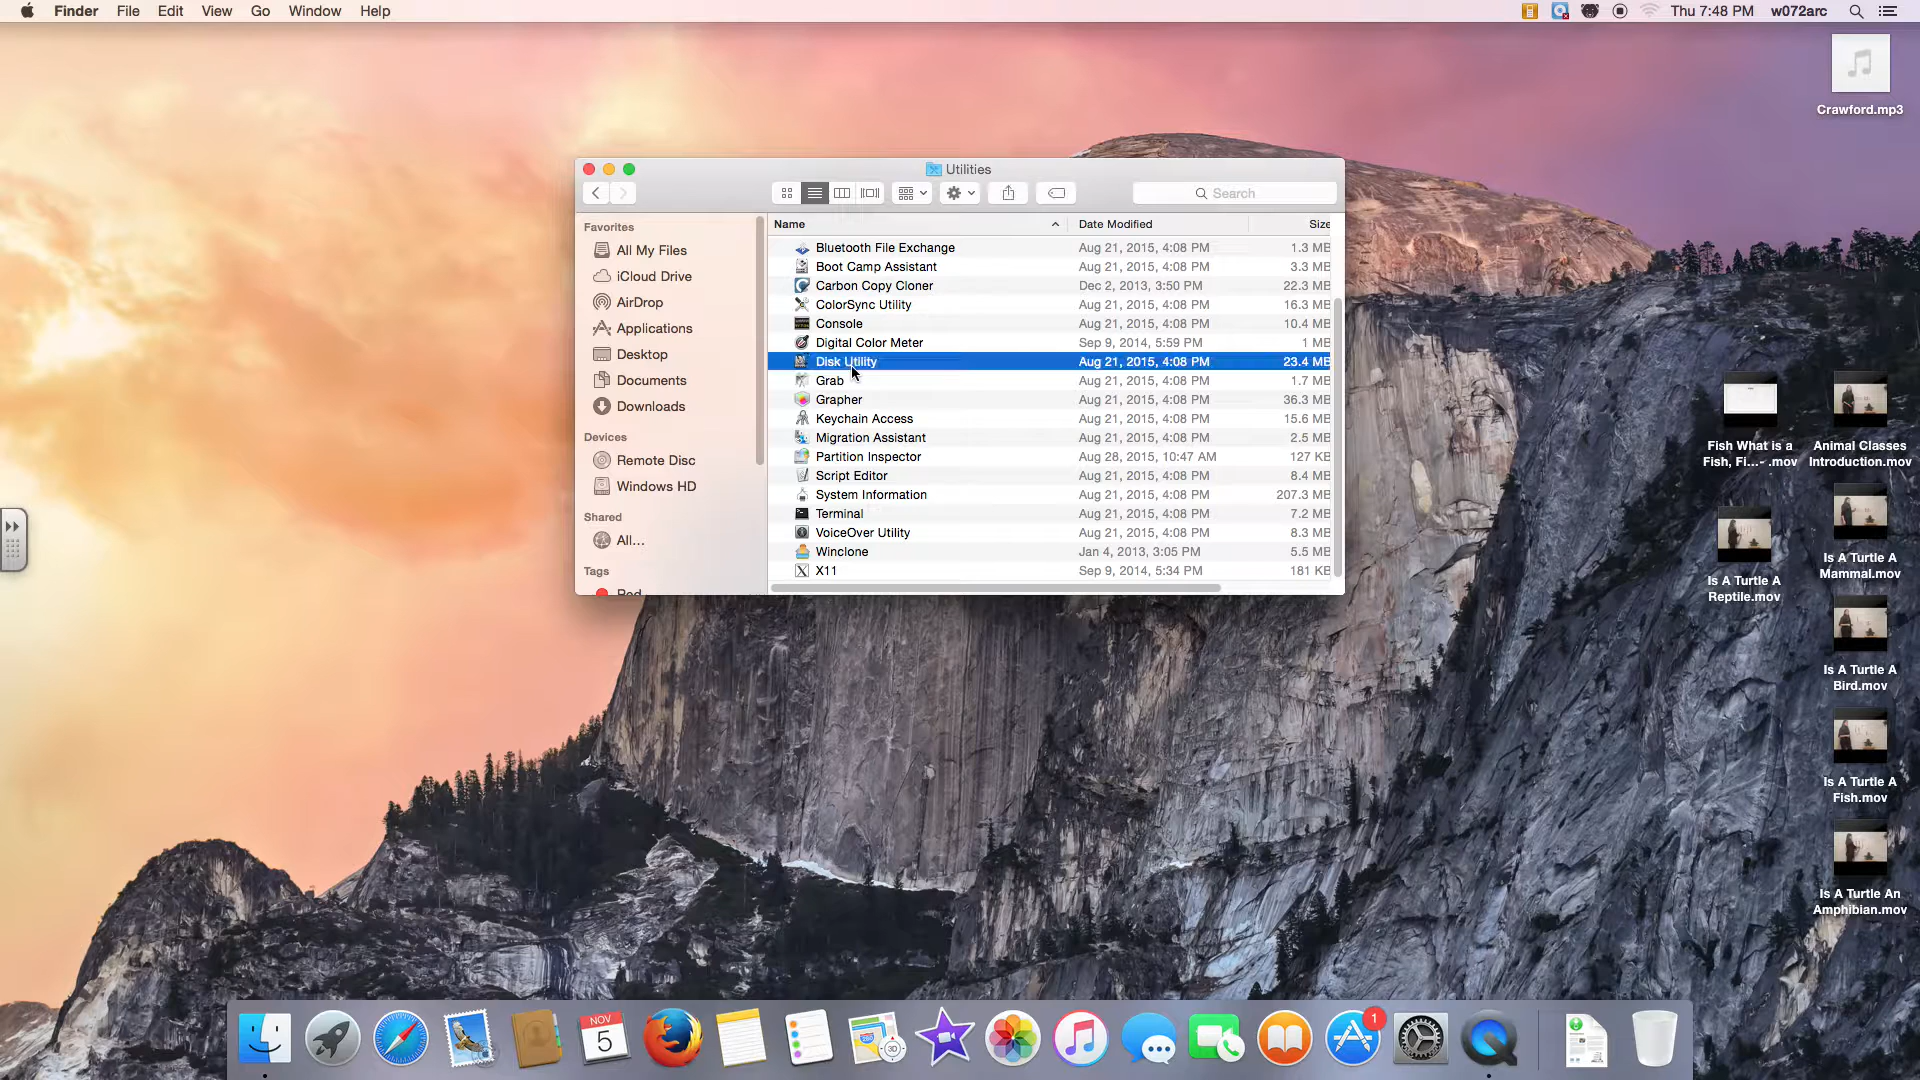 Finder File Edit View Go Window Help
Thu 7:48 PM w072arc
Crawford.mp3
Utilities
Search
Favorites
All My Files
iCloud Drive
AirDrop
Applications
Desktop
Documents
Downloads
Devices
Remote Disc
Windows HD
Shared
All...
Tags
Red
Name Date Modified Size
Bluetooth File Exchange Aug 21, 2015, 4:08 PM 1.3 MB
Boot Camp Assistant Aug 21, 2015, 4:08 PM 3.3 MB
Carbon Copy Cloner Dec 2, 2013, 3:50 PM 22.3 MB
ColorSync Utility Aug 21, 2015, 4:08 PM 16.3 MB
Console Aug 21, 2015, 4:08 PM 10.4 MB
Digital Color Meter Sep 9, 2014, 5:59 PM 1 MB
Disk Utility Aug 21, 2015, 4:08 PM 23.4 MB
Grab Aug 21, 2015, 4:08 PM 1.7 MB
Grapher Aug 21, 2015, 4:08 PM 36.3 MB
Keychain Access Aug 21, 2015, 4:08 PM 15.6 MB
Migration Assistant Aug 21, 2015, 4:08 PM 2.5 MB
Partition Inspector Aug 28, 2015, 10:47 AM 127 KB
Script Editor Aug 21, 2015, 4:08 PM 8.4 MB
System Information Aug 21, 2015, 4:08 PM 207.3 MB
Terminal Aug 21, 2015, 4:08 PM 7.2 MB
VoiceOver Utility Aug 21, 2015, 4:08 PM 8.3 MB
Winclone Jan 4, 2013, 3:05 PM 5.5 MB
X11 Sep 9, 2014, 5:34 PM 181 KB
Fish What is a
Fish, Fi...- .mov
Animal Classes
Introduction.mov
Is A Turtle A
Reptile.mov
Is A Turtle A
Mammal.mov
Is A Turtle A
Bird.mov
Is A Turtle A
Fish.mov
Is A Turtle An
Amphibian.mov
NOV
5
3D
1